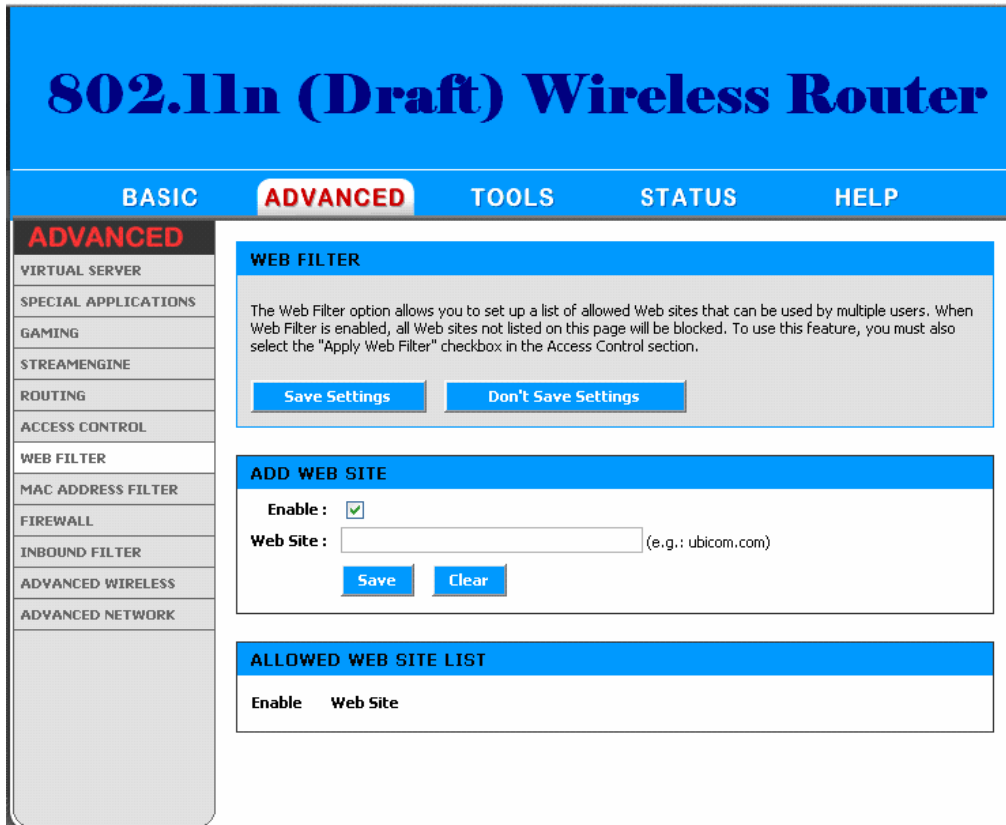 802.11n (Draft) Wireless Router
BASIC ADVANCED TOOLS STATUS HELP
ADVANCED
VIRTUAL SERVER
SPECIAL APPLICATIONS
GAMING
STREAMENGINE
ROUTING
ACCESS CONTROL
WEB FILTER
MAC ADDRESS FILTER
FIREWALL
INBOUND FILTER
ADVANCED WIRELESS
ADVANCED NETWORK
WEB FILTER
The Web Filter option allows you to set up a list of allowed Web sites that can be used by multiple users. When
Web Filter is enabled, all Web sites not listed on this page will be blocked. To use this feature, you must also
select the "Apply Web Filter" checkbox in the Access Control section.
Save Settings Don't Save Settings
ADD WEB SITE
Enable :
Web Site : (e.g.: ubicom.com)
Save Clear
ALLOWED WEB SITE LIST
Enable Web Site